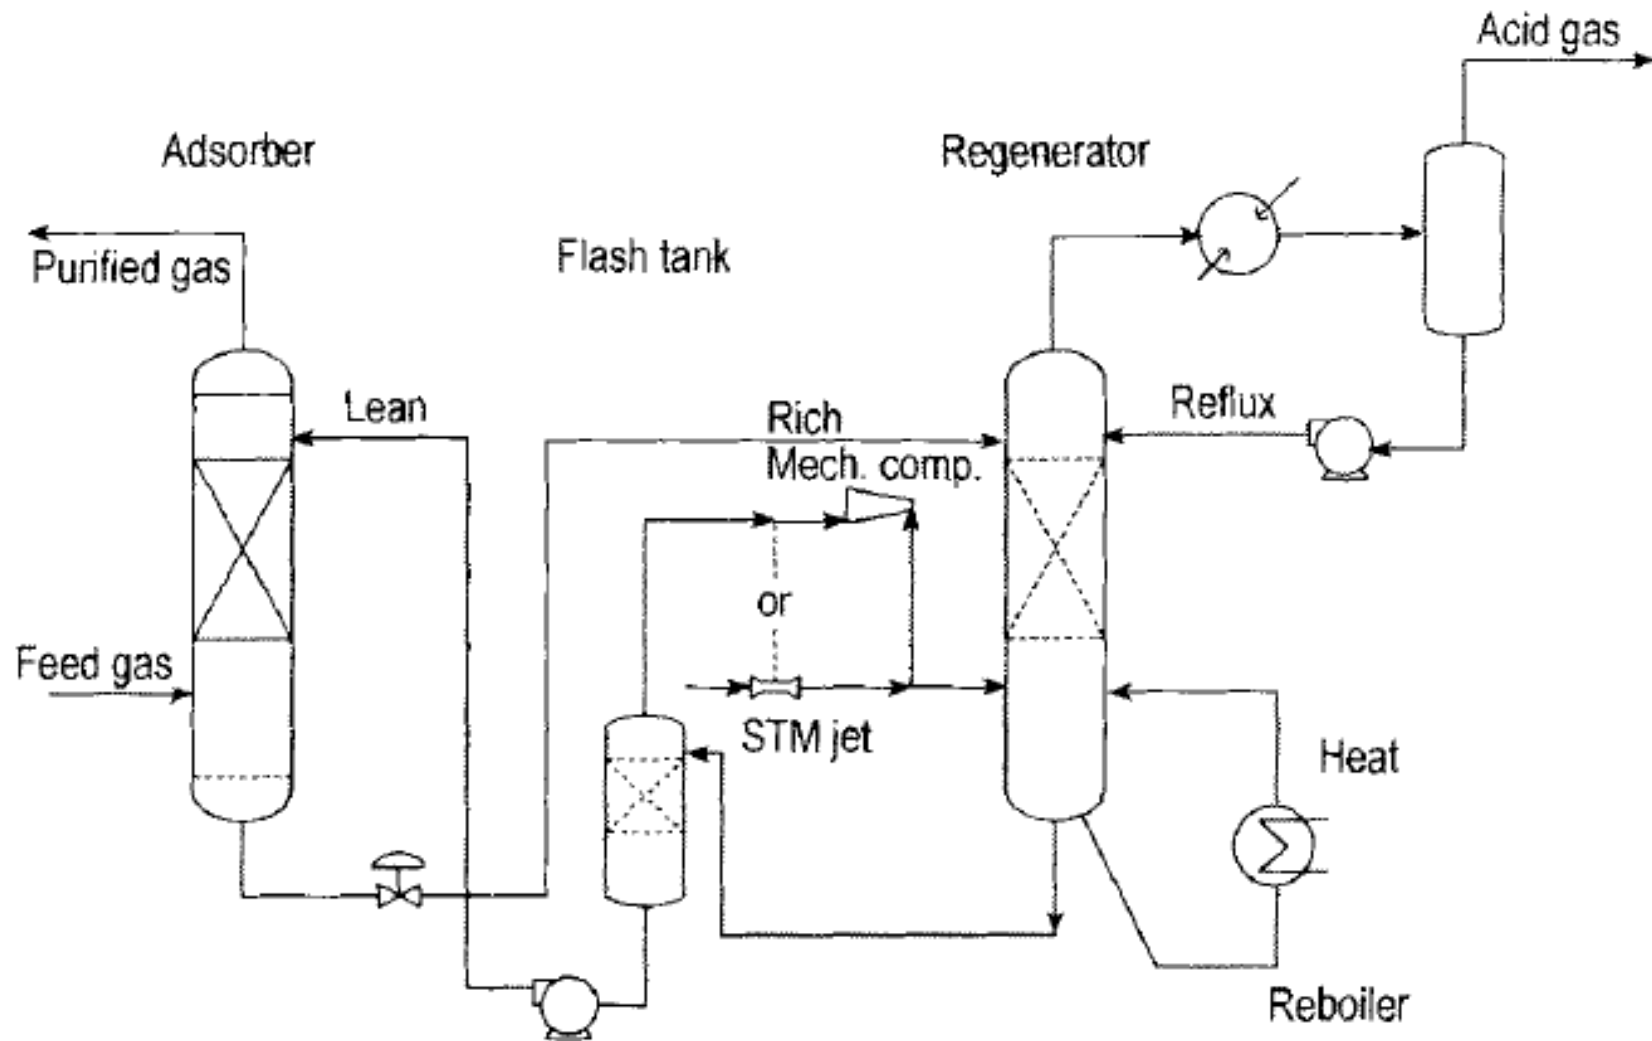 Acid gas
Adsorber
Regenerator
Purified gas
Flash tank
Lean
Rich
Reflux
Mech. comp.
or
Feed gas
STM jet
Heat
Reboiler